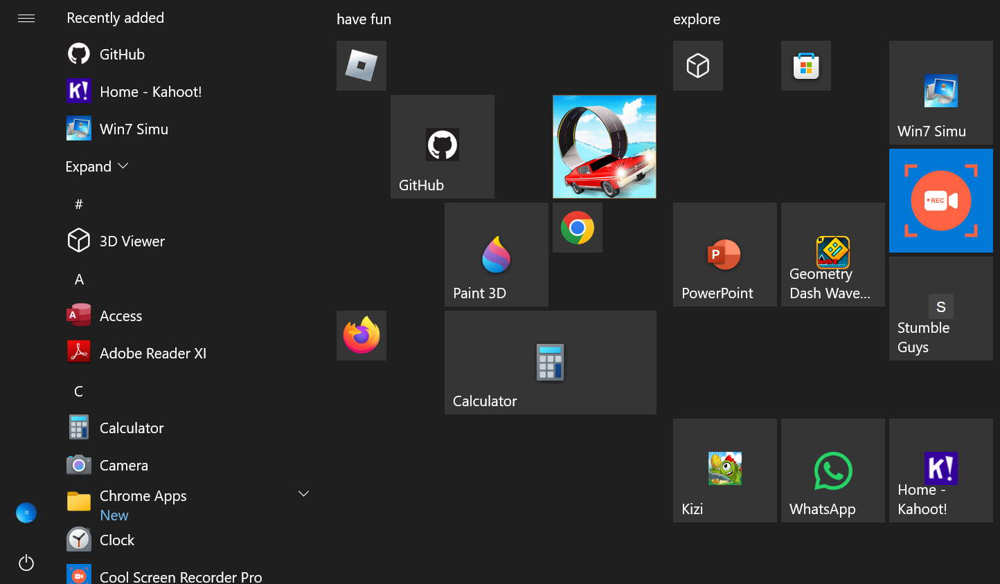 Recently added
GitHub
Home - Kahoot!
Win7 Simu
Expand
#
3D Viewer
A
Access
Adobe Reader XI
C
Calculator
Camera
Chrome Apps
New
Clock
Cool Screen Recorder Pro
have fun
GitHub
Paint 3D
Calculator
explore
Win7 Simu
REC
PowerPoint
Geometry
Dash Wave...
S
Stumble
Guys
Kizi
WhatsApp
K!
Home -
Kahoot!